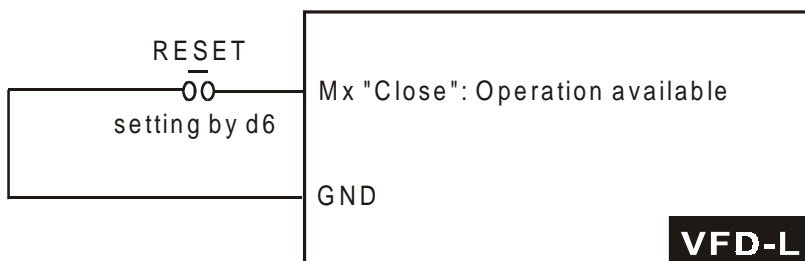 RESET
Mx "Close": Operation available
setting by d6
GND
VFD-L